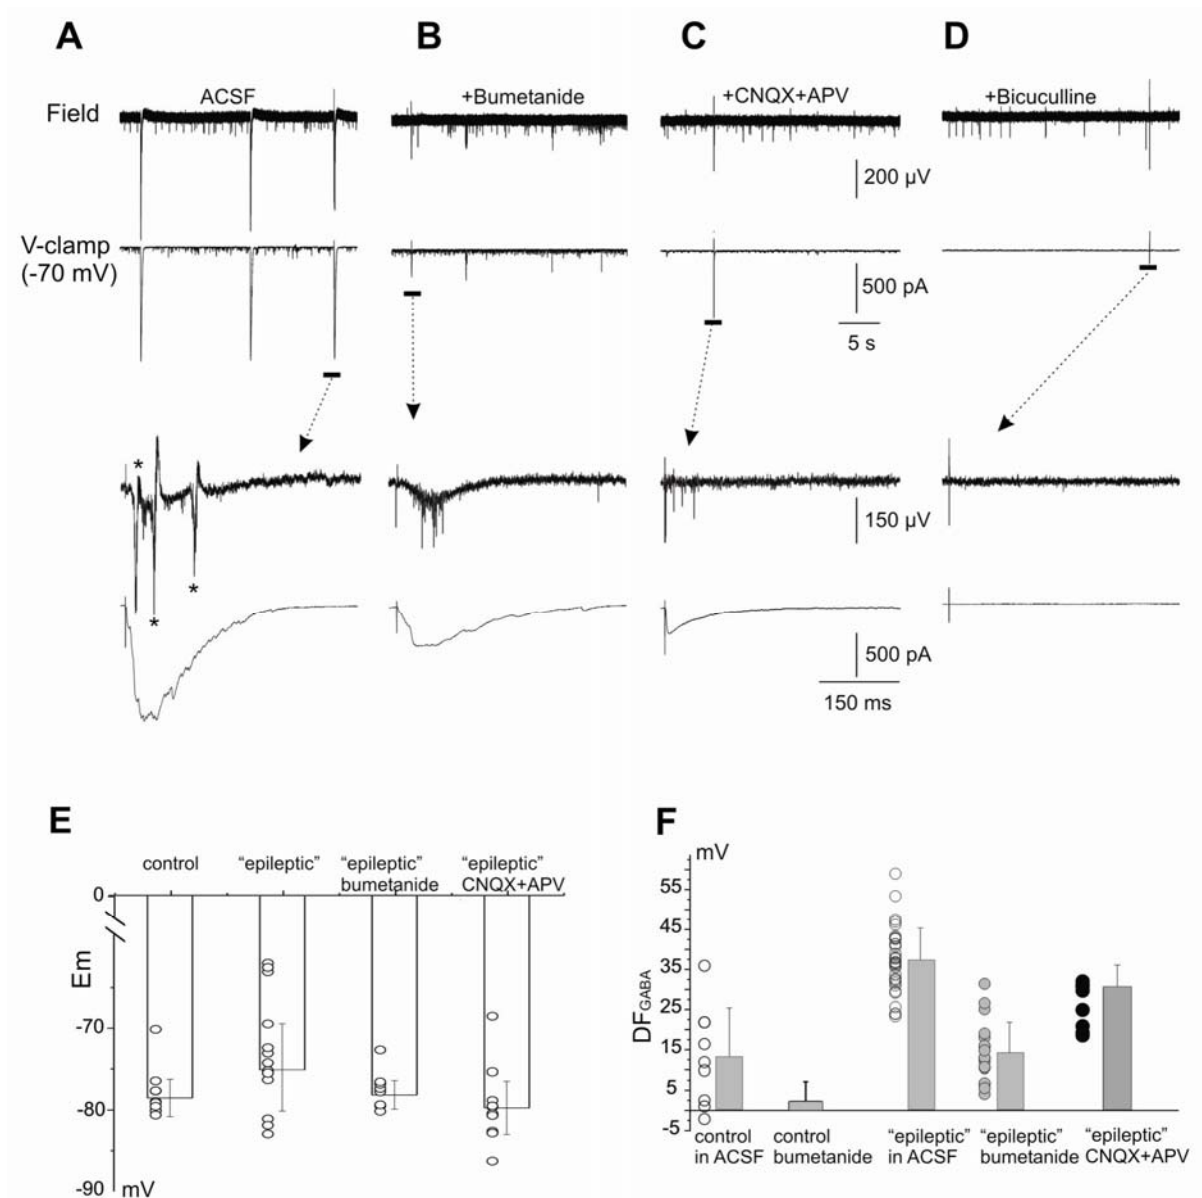 A
B
C
D
Field
ACSF
+Bumetanide
+CNQX+APV
+Bicuculline
200 µV
V-clamp
(-70 mV)
500 pA
5 s
*
*
*
150 µV
500 pA
150 ms
E
control
"epileptic"
"epileptic"
bumetanide
"epileptic"
CNQX+APV
0
Em
-70
-80
-90
mV
F
mV
DFGABA
55
45
35
25
15
5
-5
control
in ACSF
control
bumetanide
"epileptic"
in ACSF
"epileptic"
bumetanide
"epileptic"
CNQX+APV